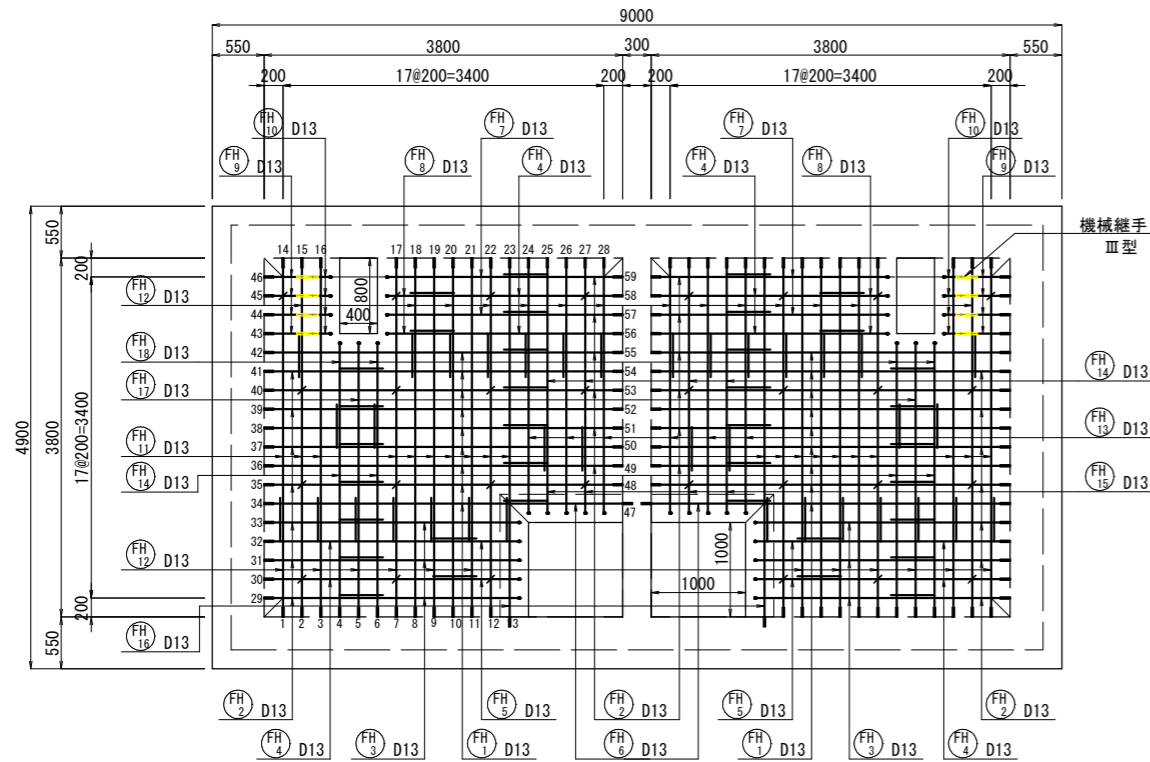 9000
550 3800 300 3800 550
200 17@200=3400 200 200 17@200=3400 200
FH 10 D13 FH 7 D13 FH 7 D13 FH 10 D13
FH 9 D13 FH 8 D13 FH 4 D13 FH 4 D13 FH 8 D13 FH 9 D13
機械継手
Ⅲ型
550
200
4900
3800
17@200=3400
200
550
14 15 16 17 18 19 20 21 22 23 24 25 26 27 28
46
45
44
43
42
41
40
39
38
37
36
35
34
33
32
31
30
29
59
58
57
56
55
54
53
52
51
50
49
48
47
800
400
1000
1000
FH 12 D13
FH 18 D13
FH 17 D13
FH 11 D13
FH 14 D13
FH 12 D13
FH 16 D13
FH 14 D13
FH 13 D13
FH 15 D13
1 2 3 4 5 6 7 8 9 10 11 12 13
FH 2 D13 FH 5 D13 FH 2 D13 FH 5 D13 FH 2 D13
FH 4 D13 FH 3 D13 FH 1 D13 FH 6 D13 FH 1 D13 FH 3 D13 FH 4 D13